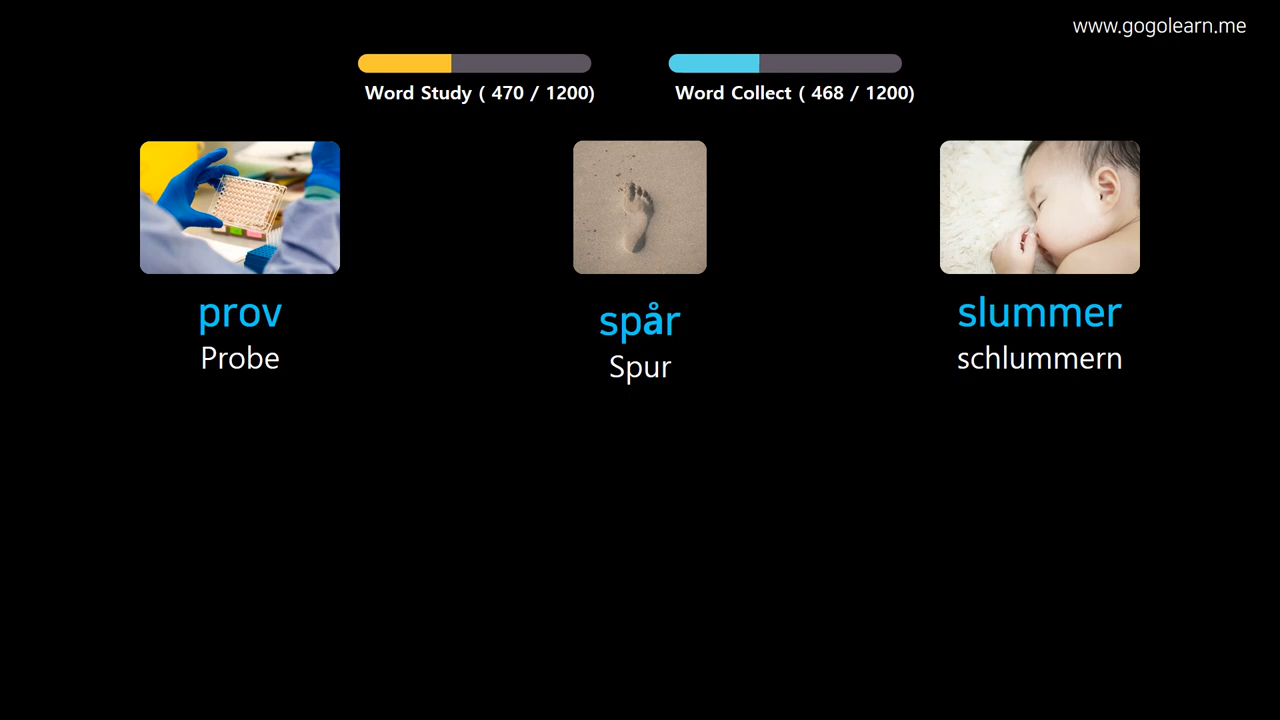 www.gogolearn.me
Word Study ( 470 / 1200)
Word Collect ( 468 / 1200)
prov
Probe
spår
Spur
slummer
schlummern